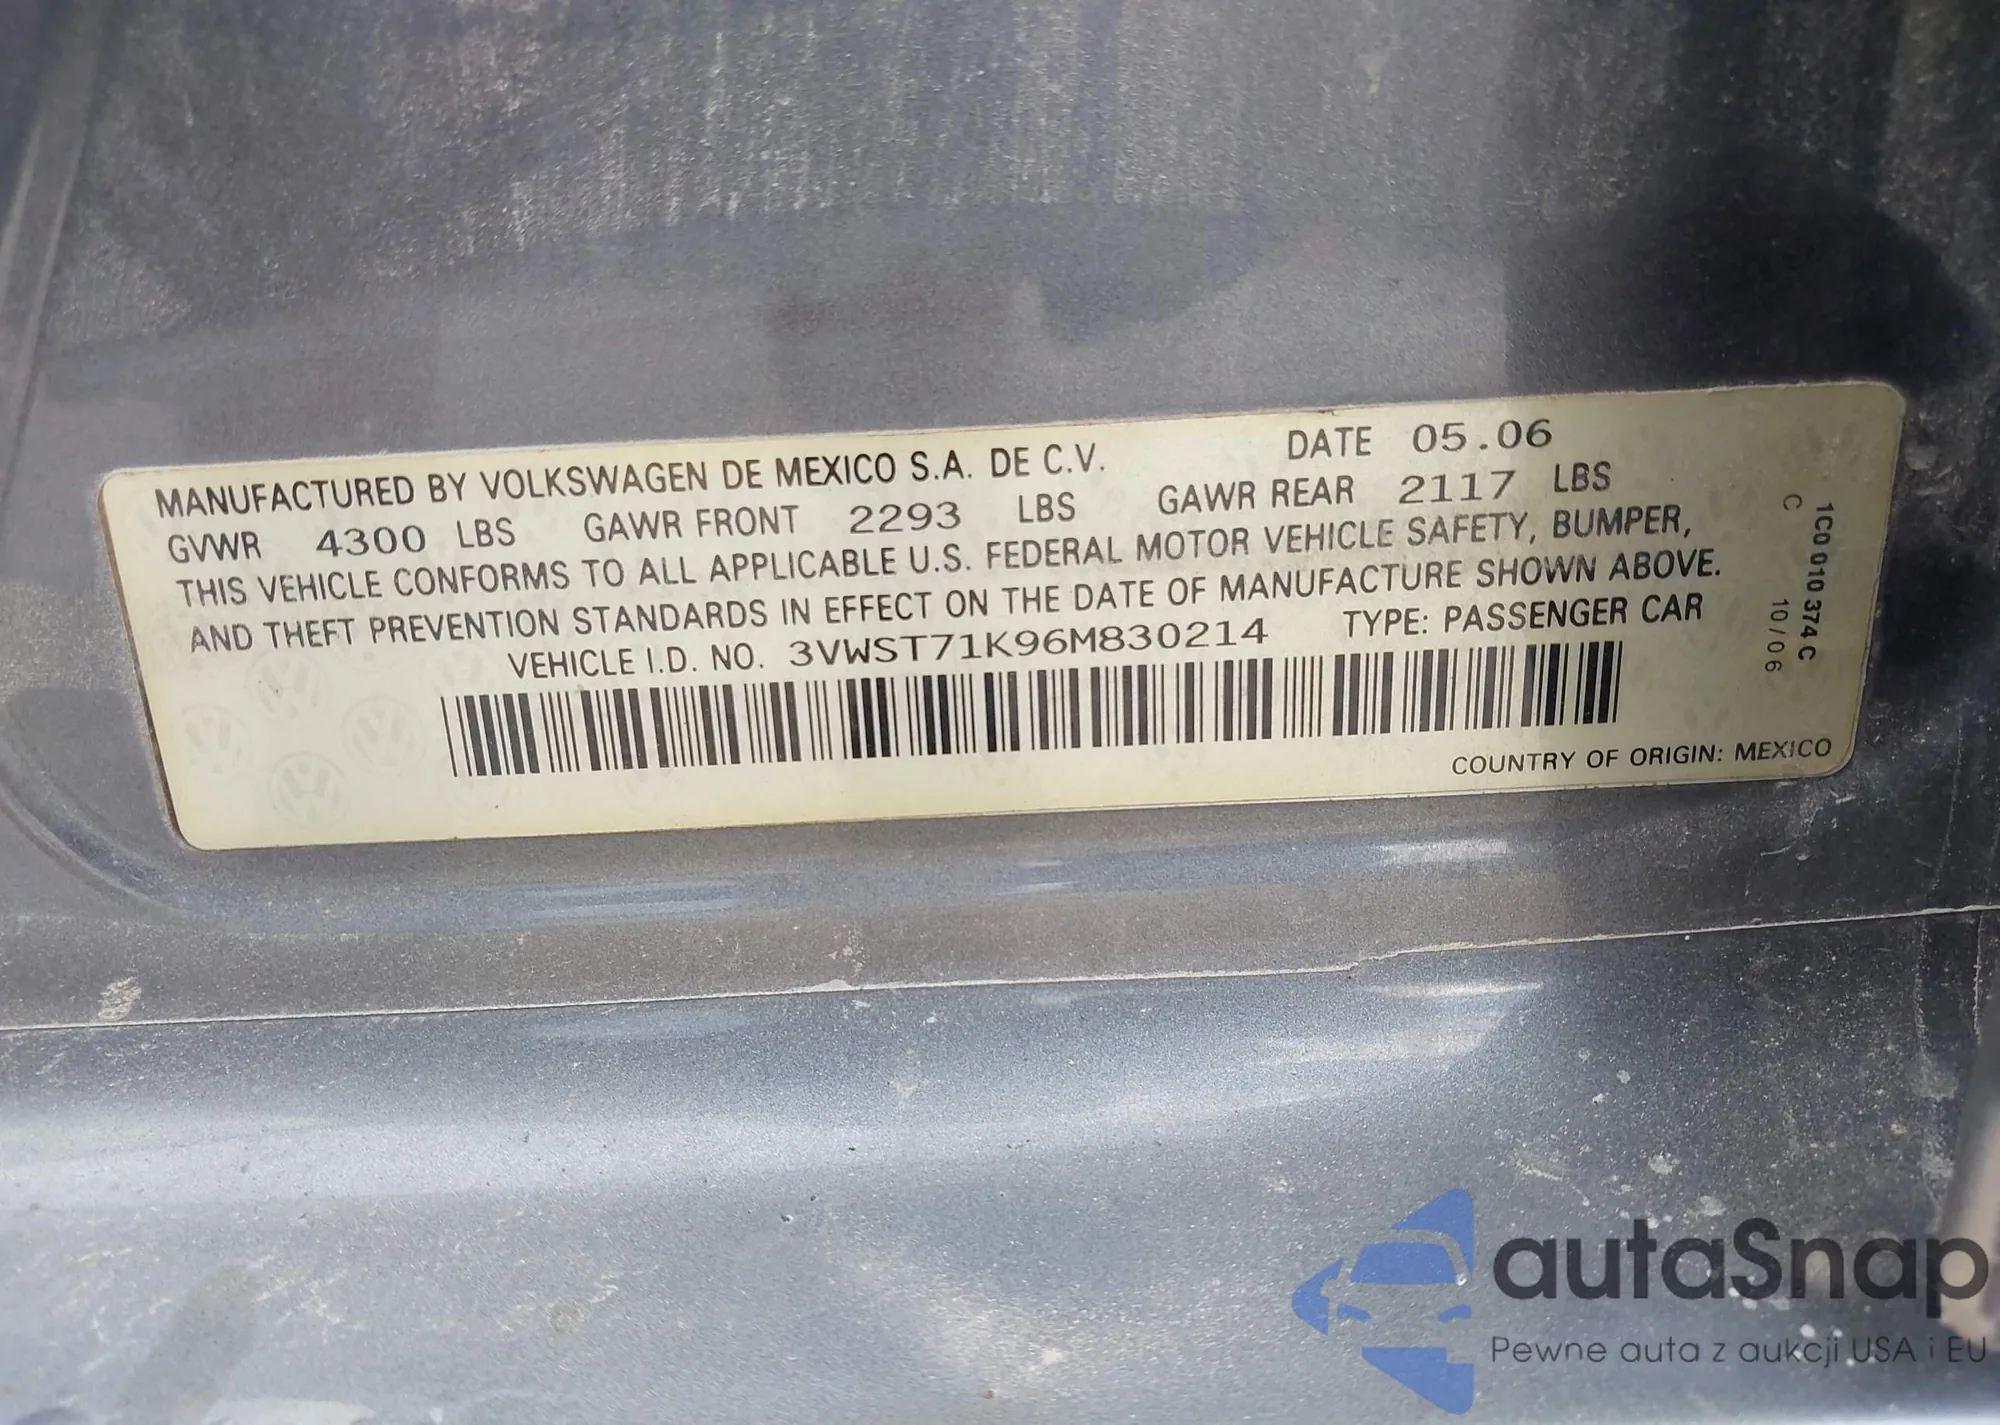 MANUFACTURED BY VOLKSWAGEN DE MEXICO S.A. DE C.V. DATE 05.06
GVWR 4300 LBS GAWR FRONT 2293 LBS GAWR REAR 2117 LBS
THIS VEHICLE CONFORMS TO ALL APPLICABLE U.S. FEDERAL MOTOR VEHICLE SAFETY, BUMPER,
AND THEFT PREVENTION STANDARDS IN EFFECT ON THE DATE OF MANUFACTURE SHOWN ABOVE.
VEHICLE I.D. NO. 3VWST71K96M830214 TYPE: PASSENGER CAR
COUNTRY OF ORIGIN: MEXICO
1C0 010 374 C
C 10/06
autaSnap
Pewne auta z aukcji USA i EU